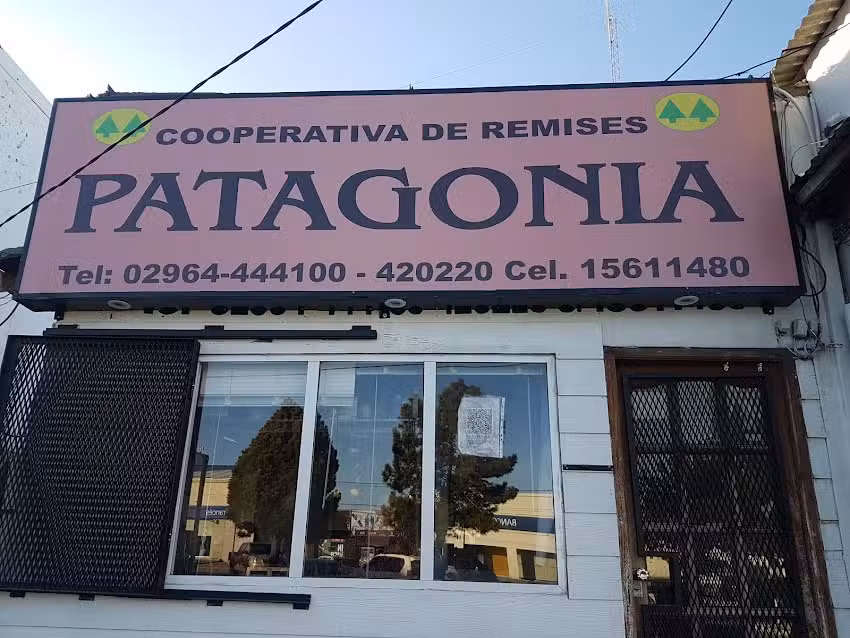 COOPERATIVA DE REMISES
PATAGONIA
Tel: 02964-444100 - 420220 Cel. 15611480